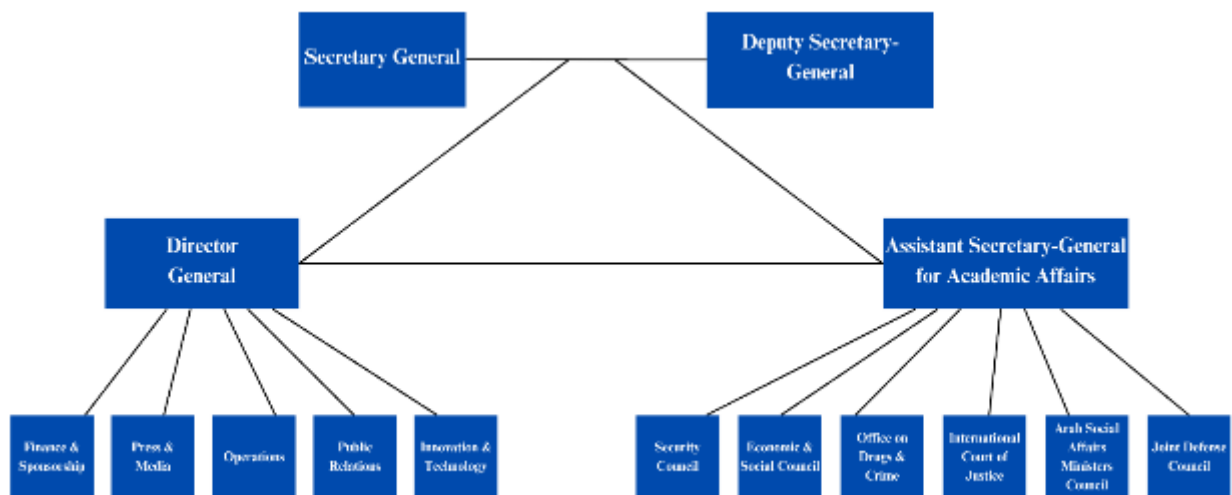 Secretary General
Deputy Secretary-
General
Director
General
Assistant Secretary-General
for Academic Affairs
Finance &
Sponsorship
Press &
Media
Operations
Public
Relations
Innovation &
Technology
Security
Council
Economic &
Social Council
Office on
Drugs &
Crime
International
Court of
Justice
Arab Social
Affairs
Ministers
Council
Joint Defense
Council